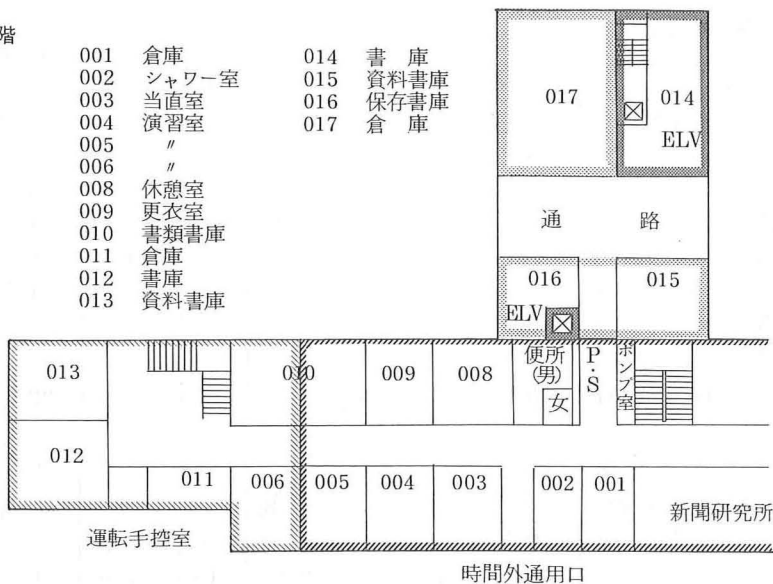 階
001 倉庫
002 シャワー室
003 当直室
004 演習室
005 〃
006 〃
008 休憩室
009 更衣室
010 書類書庫
011 倉庫
012 書庫
013 資料書庫
014 書 庫
015 資料書庫
016 保存書庫
017 倉 庫
017
014
ELV
通 路
016
015
ELV
013
010
009
008
便所
(男)
女
P・S
ポンプ室
012
011
006
005
004
003
002
001
新聞研究所
運転手控室
時間外通用口